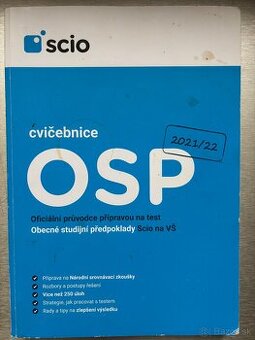 scio
cvičebnice
2021/22
OSP
Oficiální průvodce přípravou na test
Obecné studijní předpoklady Scio na VŠ
Příprava na Národní srovnávací zkoušky
Rozbory a postupy řešení
Více než 250 úloh
Strategie, jak pracovat s testem
Rady a tipy na zlepšení výsledku